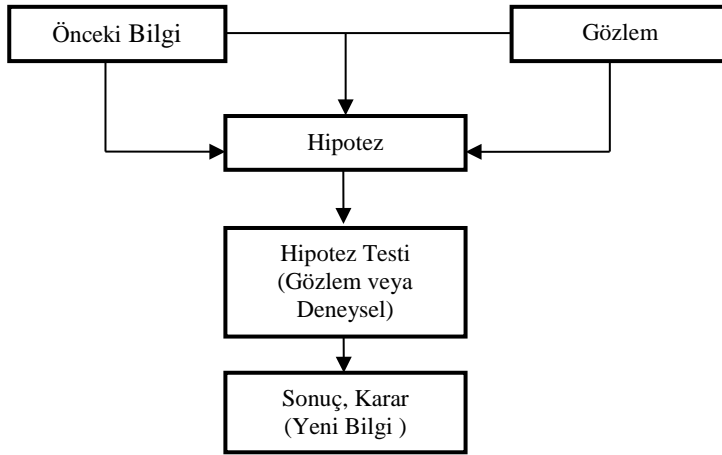 Önceki Bilgi
Gözlem
Hipotez
Hipotez Testi
(Gözlem veya
Deneysel)
Sonuç, Karar
(Yeni Bilgi )